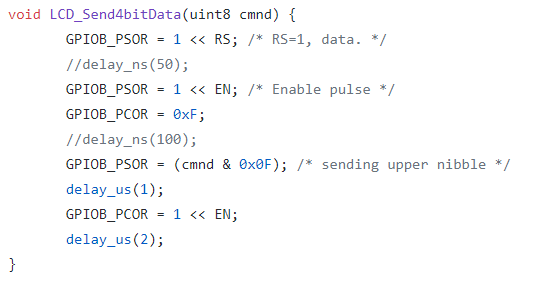 void LCD_Send4bitData(uint8 cmnd) {
GPIOB_PSOR = 1 << RS; /* RS=1, data. */
//delay_ns(50);
GPIOB_PSOR = 1 << EN; /* Enable pulse */
GPIOB_PCOR = 0xF;
//delay_ns(100);
GPIOB_PSOR = (cmnd & 0x0F); /* sending upper nibble */
delay_us(1);
GPIOB_PCOR = 1 << EN;
delay_us(2);
}